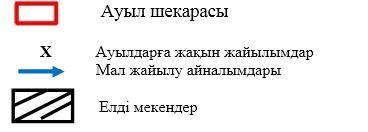 Ауыл шекарасы
X Ауылдарға жақын жайылымдар
Мал жайылу айналымдары
Елді мекендер